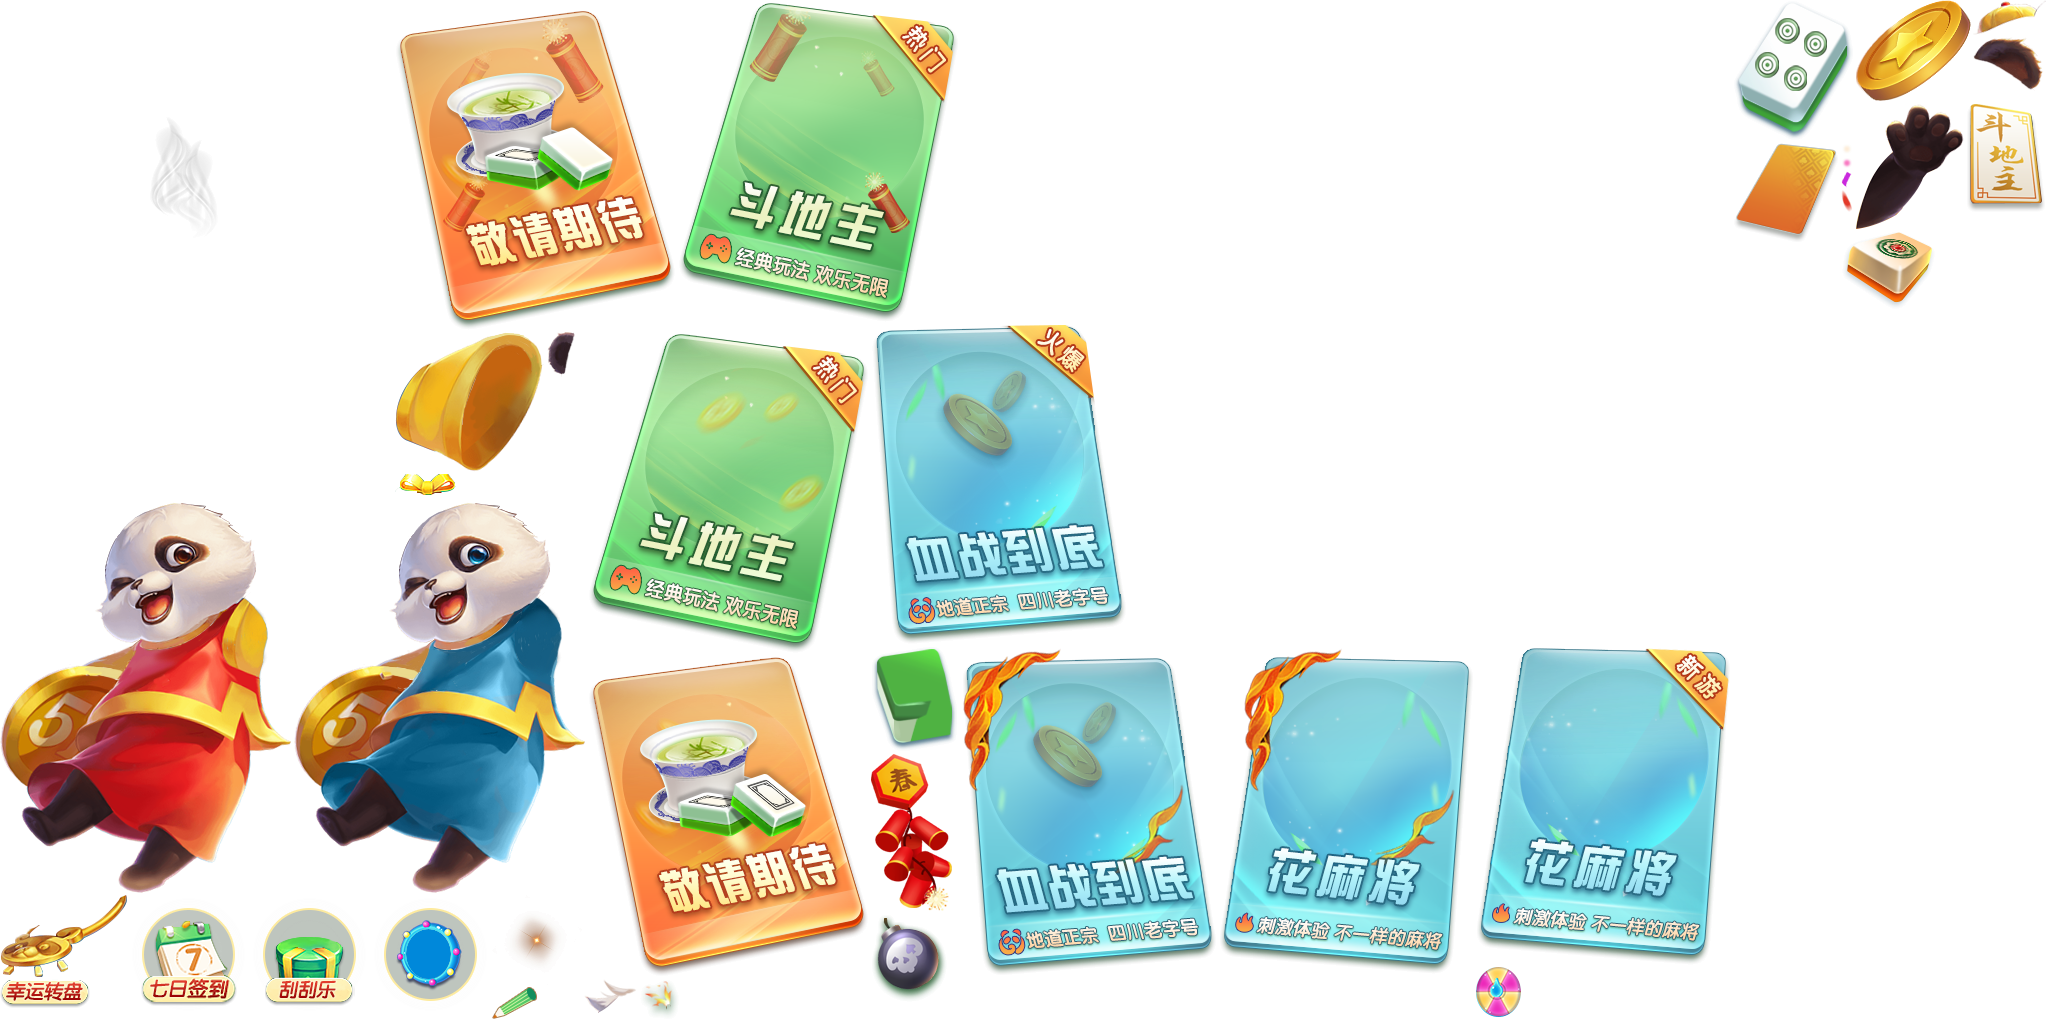 敬请期待
热门
斗地主
经典玩法 欢乐无限
斗地主
热门
斗地主
经典玩法 欢乐无限
火爆
血战到底
地道正宗 四川老字号
5
5
敬请期待
春
血战到底
地道正宗 四川老字号
花麻将
刺激体验 不一样的麻将
新游
花麻将
刺激体验 不一样的麻将
幸运转盘
7
七日签到
刮刮乐